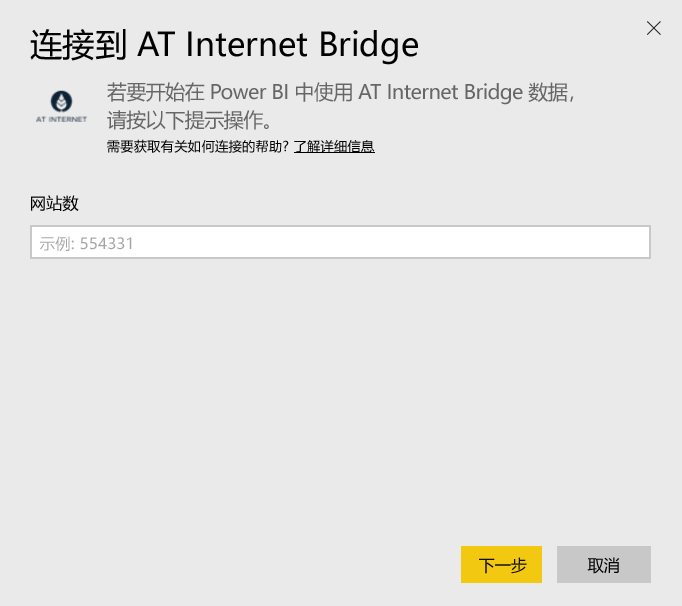 连接到 AT Internet Bridge
若要开始在 Power BI 中使用 AT Internet Bridge 数据，
请按以下提示操作。
AT INTERNET
需要获取有关如何连接的帮助? 了解详细信息
网站数
示例: 554331
下一步
取消